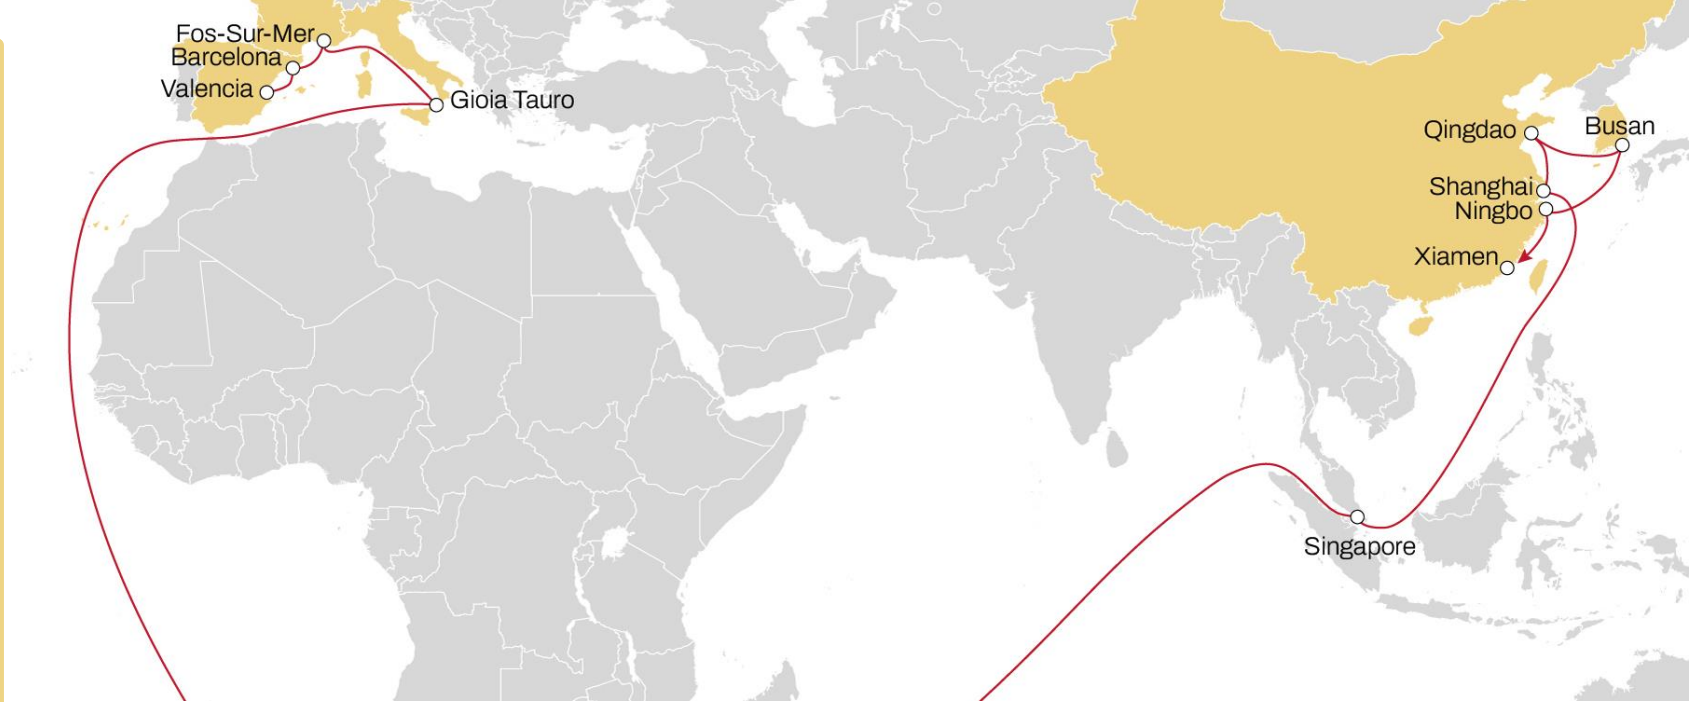 Fos-Sur-Mer
Barcelona
Valencia
Gioia Tauro
Qingdao
Busan
Shanghai
Ningbo
Xiamen
Singapore